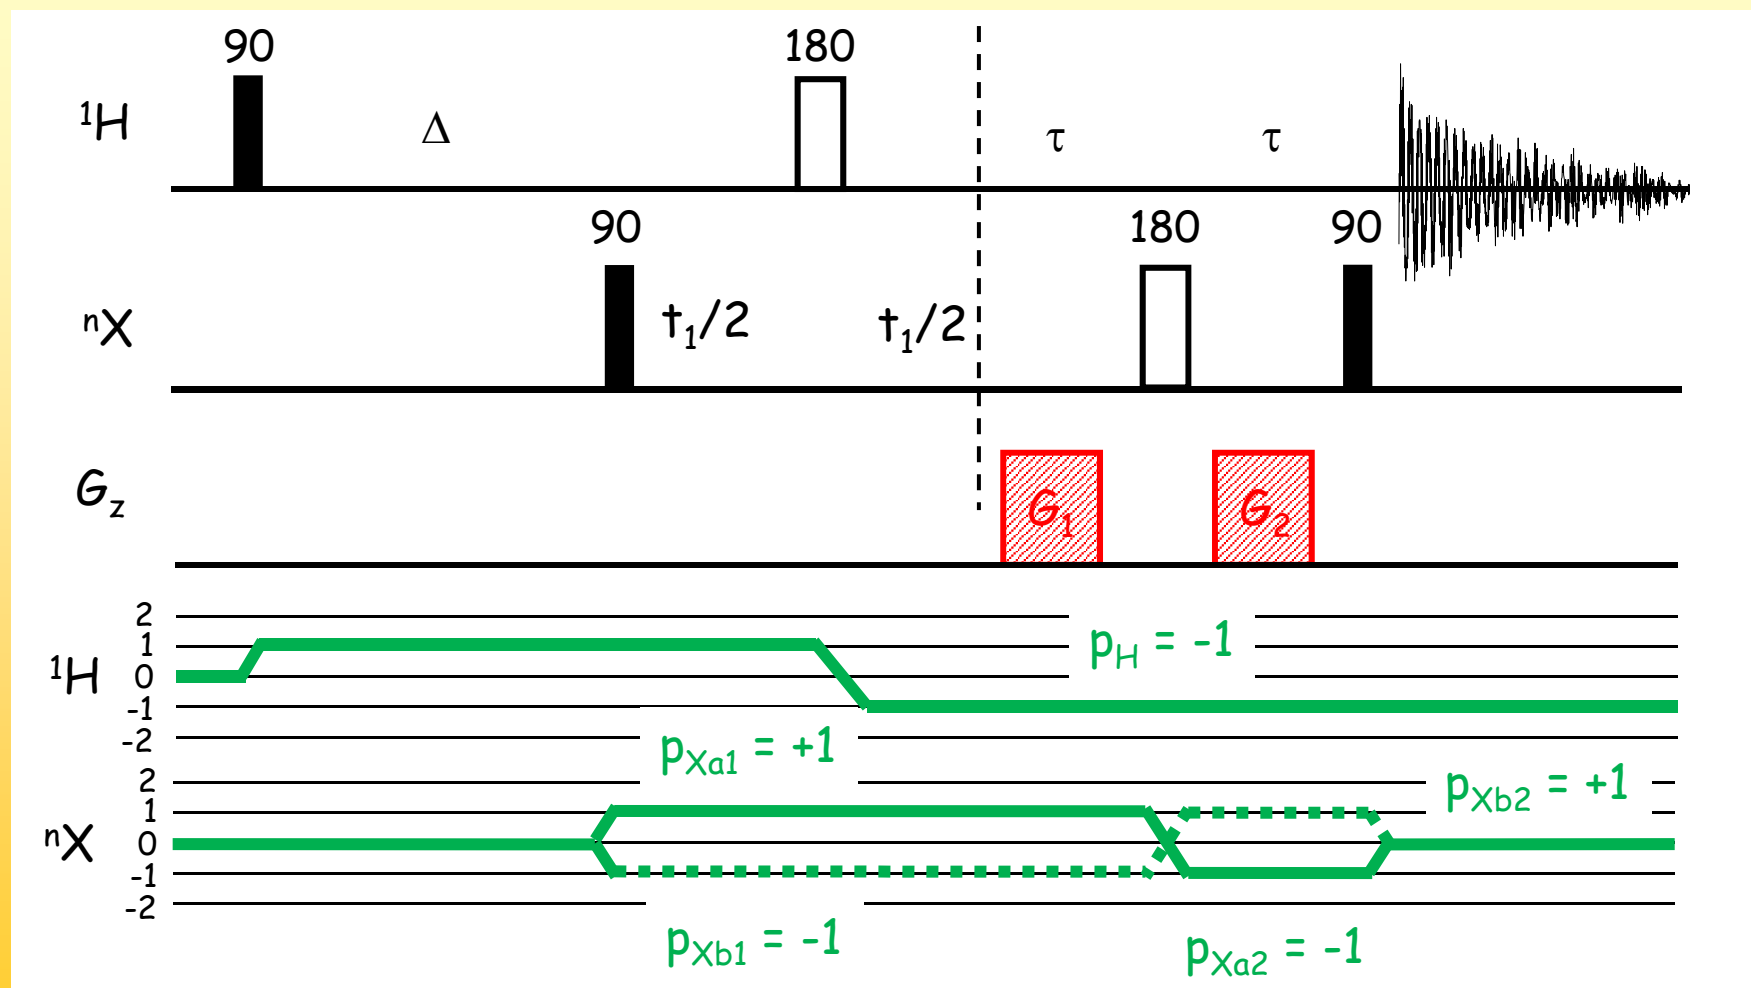 90 180
¹H Δ τ τ
90 180 90
ⁿX t₁/2 t₁/2
G_z G₁ G₂
2
1
¹H 0
-1
-2
p_H = -1
p_Xa1 = +1
2
1
ⁿX 0
-1
-2
p_Xb2 = +1
p_Xb1 = -1 p_Xa2 = -1